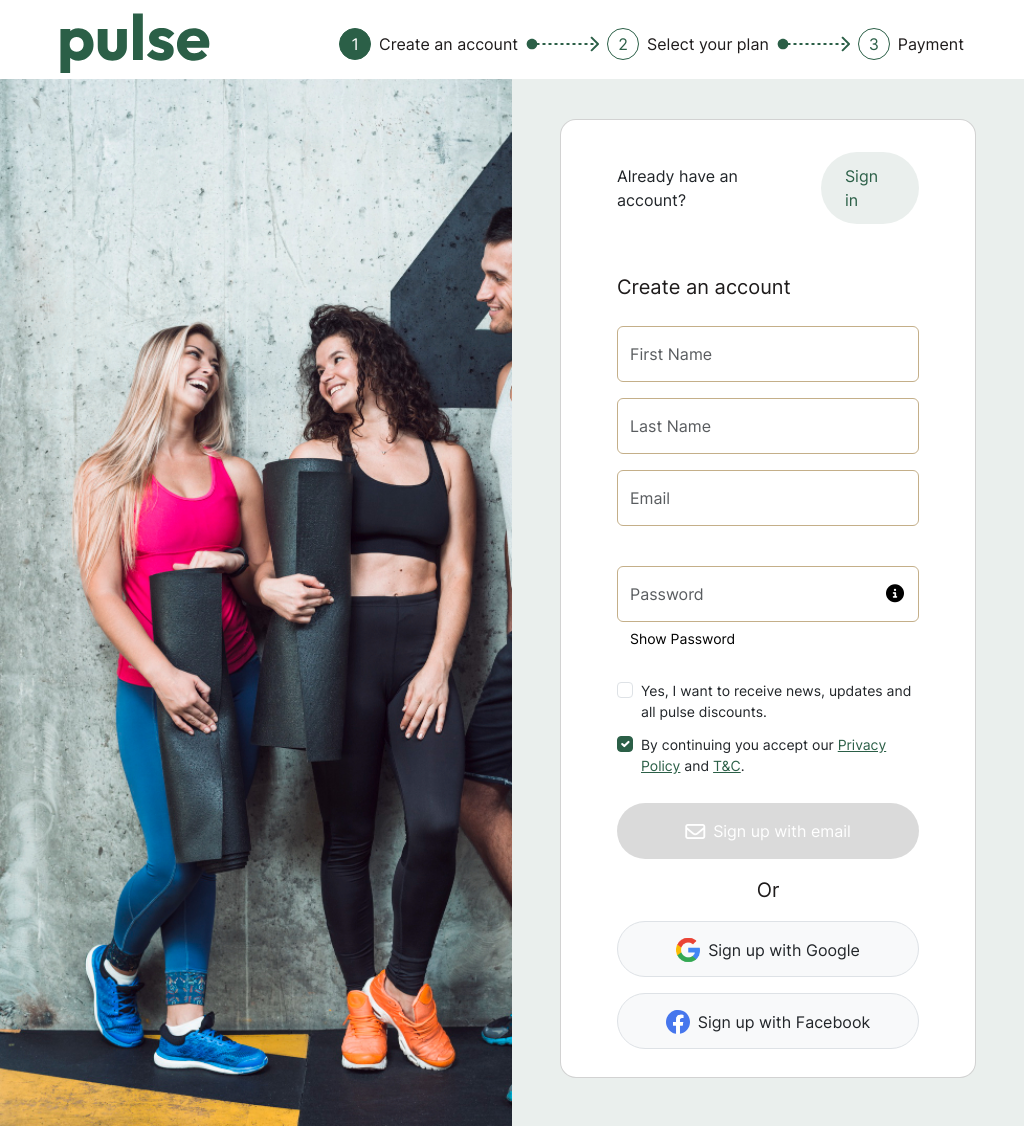 pulse
1 Create an account 2 Select your plan 3 Payment
Already have an
account?
Sign
in
Create an account
First Name
Last Name
Email
Password
Show Password
Yes, I want to receive news, updates and
all pulse discounts.
By continuing you accept our Privacy
Policy and T&C.
Sign up with email
Or
Sign up with Google
Sign up with Facebook